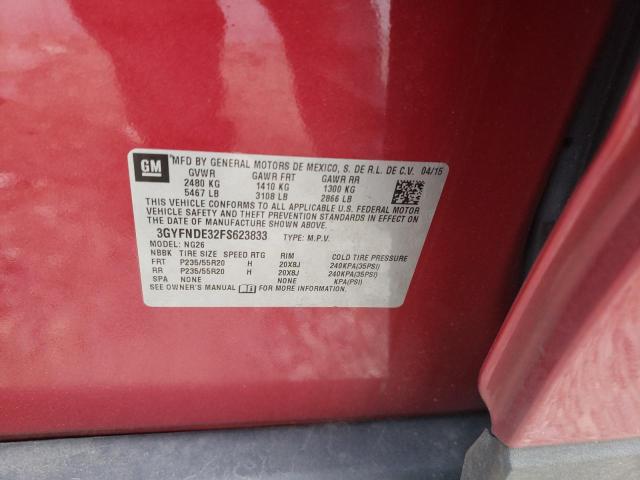 GM
MFD BY GENERAL MOTORS DE MEXICO, S. DE R.L. DE C.V. 04/15
GVWR GAWR FRT GAWR RR
2480 KG 1410 KG 1300 KG
5467 LB 3108 LB 2866 LB
THIS VEHICLE CONFORMS TO ALL APPLICABLE U.S. FEDERAL MOTOR
VEHICLE SAFETY AND THEFT PREVENTION STANDARDS IN EFFECT ON
THE DATE OF MANUFACTURE SHOWN ABOVE.
3GYFNDE32FS623833 TYPE: M.P.V.
MODEL: NG26
NBBK TIRE SIZE SPEED RTG RIM COLD TIRE PRESSURE
FRT P235/55R20 H 20X8J 240KPA(35PSI)
RR P235/55R20 H 20X8J 240KPA(35PSI)
SPA NONE NONE KPA(PSI)
SEE OWNER'S MANUAL FOR MORE INFORMATION.